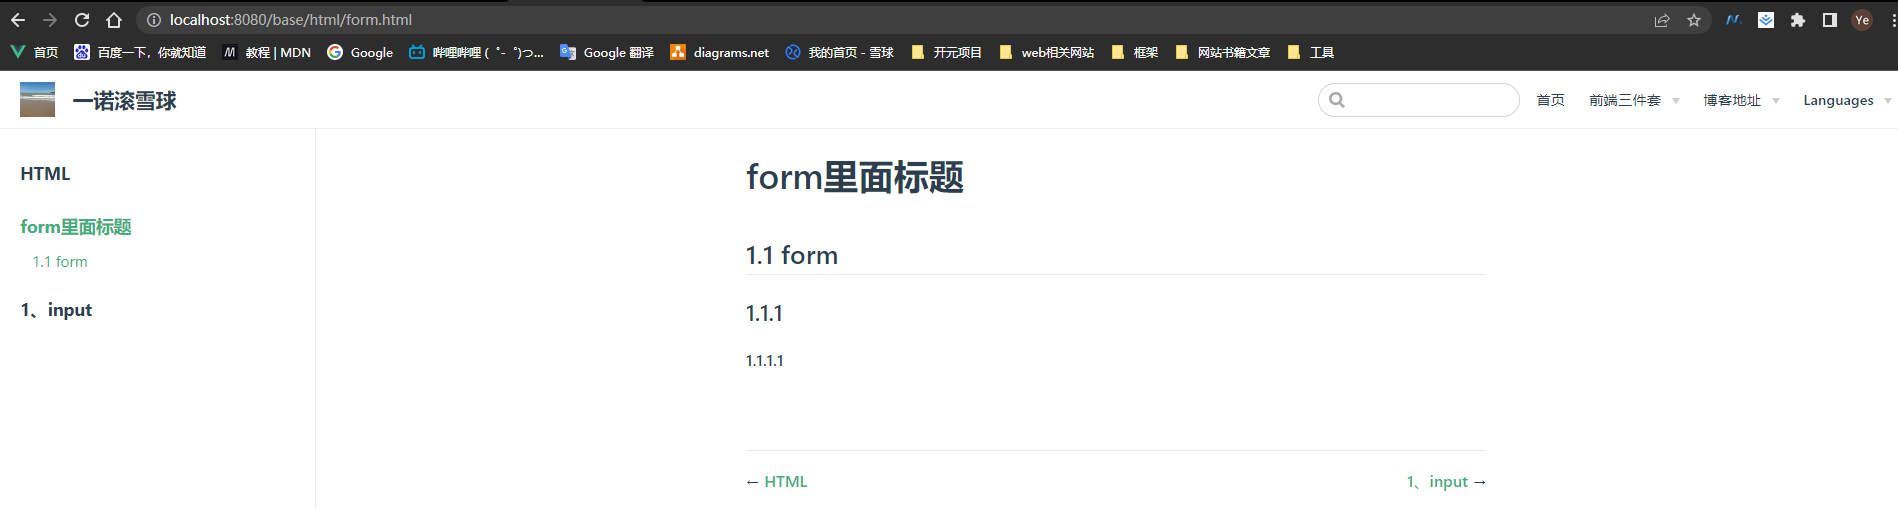 localhost:8080/base/html/form.html
Ye
首页 百度一下，你就知道 教程 | MDN Google 哔哩哔哩 ( ゜- ゜)つ... Google 翻译 diagrams.net 我的首页 - 雪球 开元项目 web相关网站 框架 网站书籍文章 工具
一诺滚雪球 首页 前端三件套 博客地址 Languages
HTML
form里面标题
1.1 form
1、input
form里面标题
1.1 form
1.1.1
1.1.1.1
← HTML 1、input →